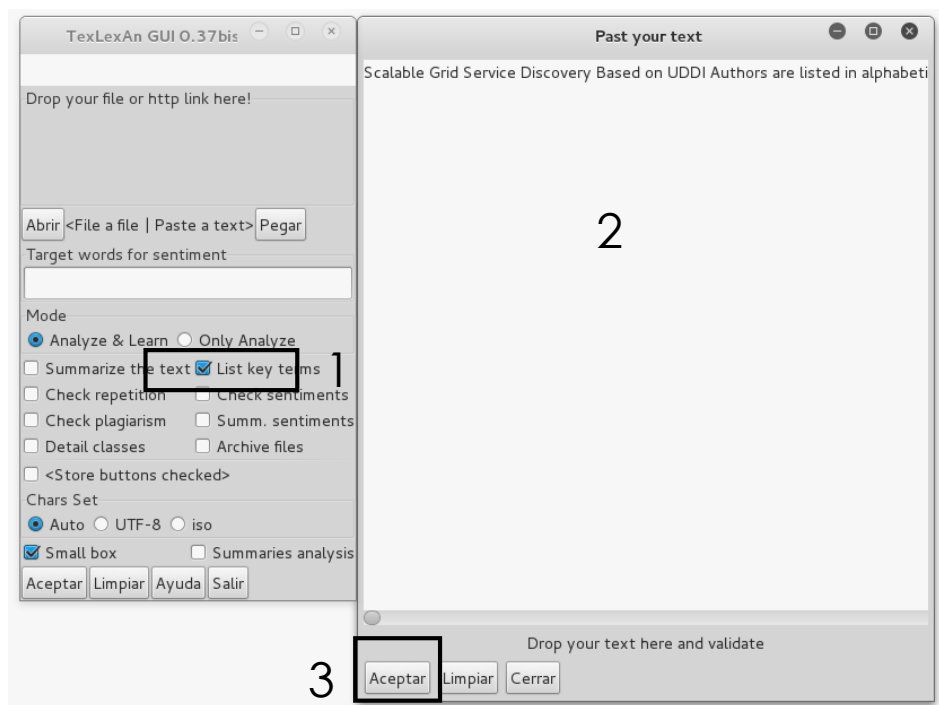 TexLexAn GUI 0.37bis
Drop your file or http link here!
Abrir <File a file | Paste a text> Pegar
Target words for sentiment
Mode
Analyze & Learn Only Analyze
Summarize the text List key terms 1
Check repetition Check sentiments
Check plagiarism Summ. sentiments
Detail classes Archive files
<Store buttons checked>
Chars Set
Auto UTF-8 iso
Small box Summaries analysis
Aceptar Limpiar Ayuda Salir
Past your text
Scalable Grid Service Discovery Based on UDDI Authors are listed in alphabeti
2
Drop your text here and validate
3 Aceptar Limpiar Cerrar